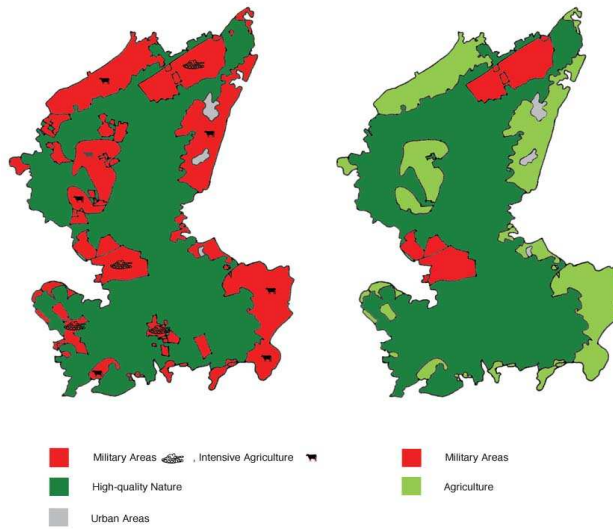 Military Areas , Intensive Agriculture
High-quality Nature
Urban Areas
Military Areas
Agriculture